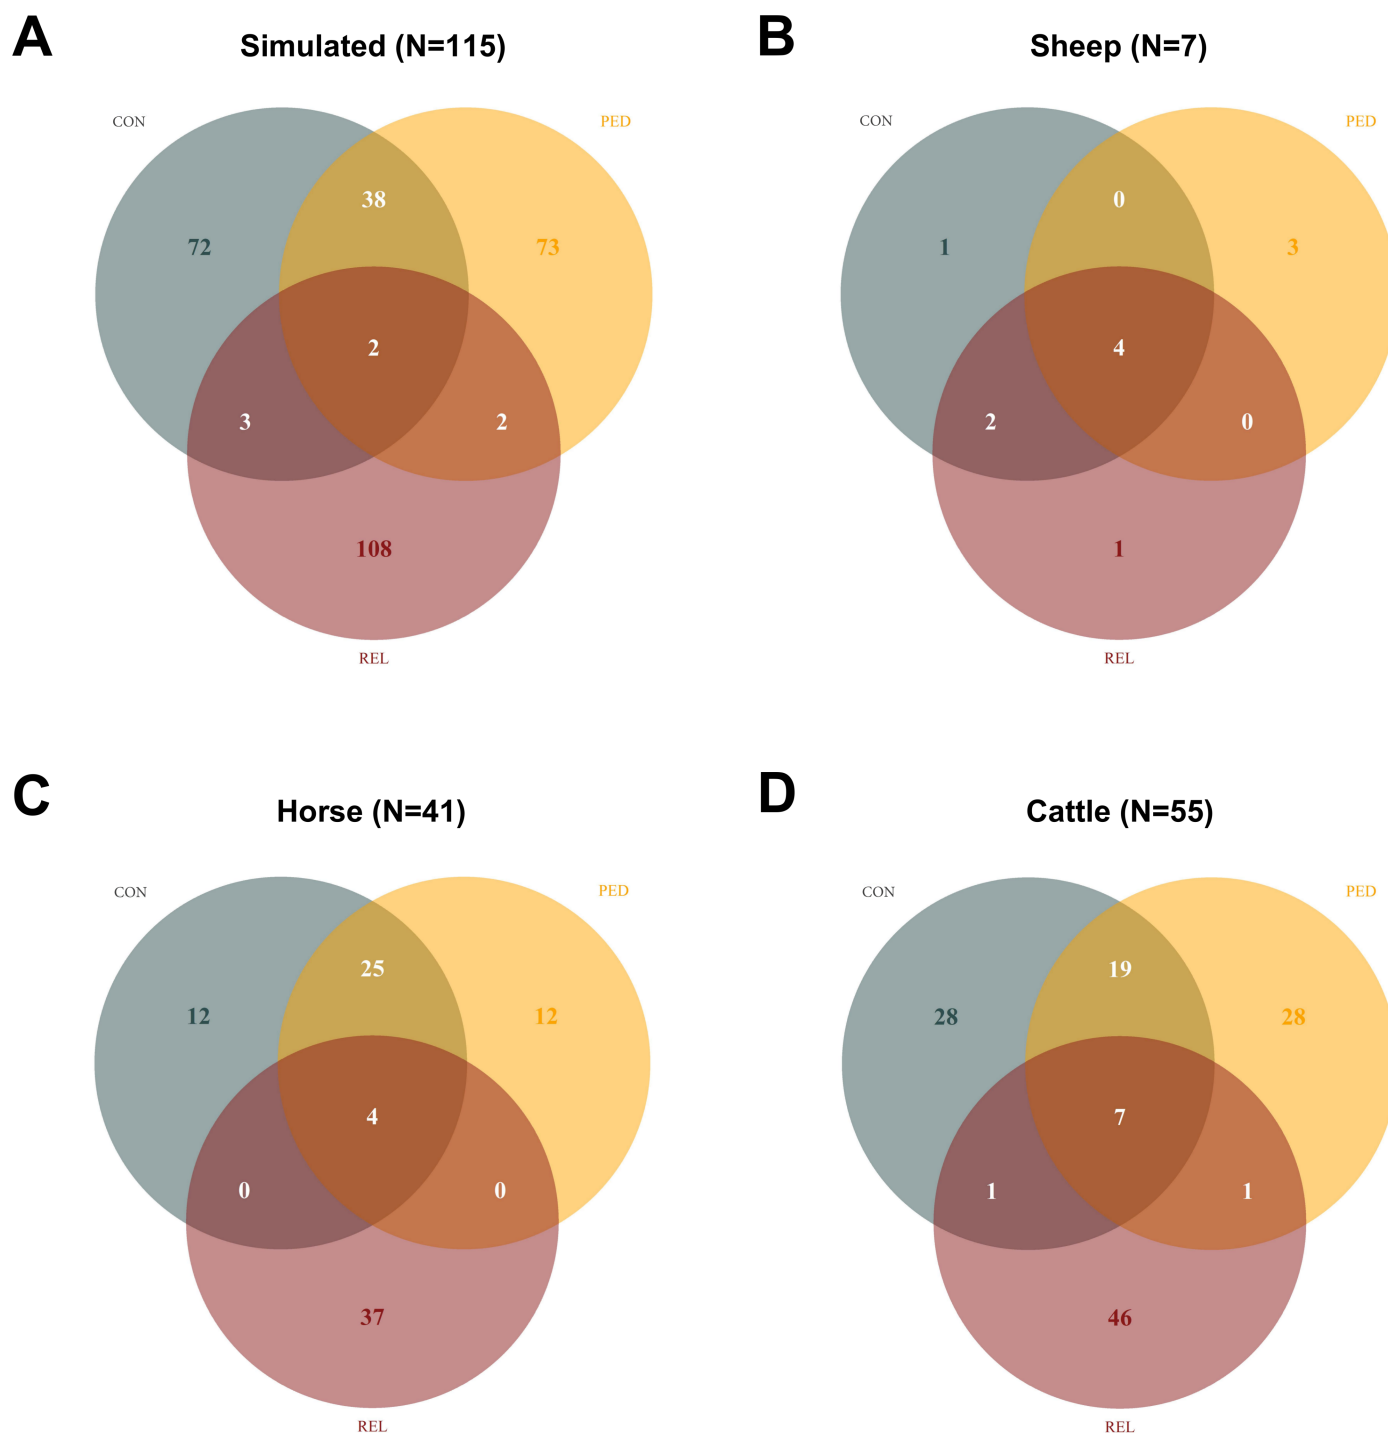 A
Simulated (N=115)
CON
PED
38
72
73
2
3
2
108
REL
B
Sheep (N=7)
CON
PED
0
1
3
4
2
0
1
REL
C
Horse (N=41)
CON
PED
25
12
12
4
0
0
37
REL
D
Cattle (N=55)
CON
PED
19
28
28
7
1
1
46
REL